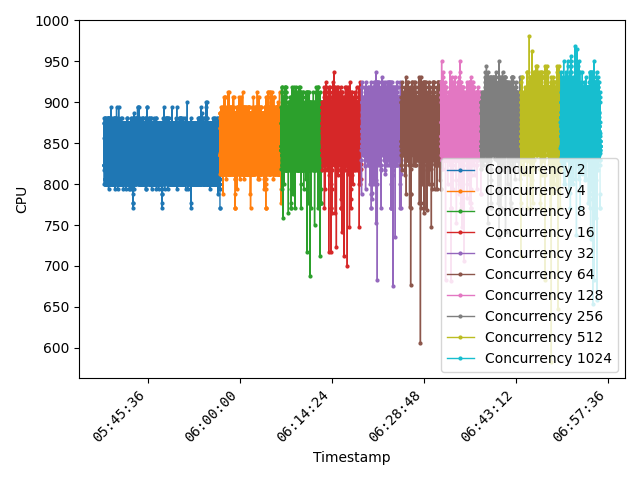 1000
950
900
850
800
750
700
650
600
CPU
Concurrency 2
Concurrency 4
Concurrency 8
Concurrency 16
Concurrency 32
Concurrency 64
Concurrency 128
Concurrency 256
Concurrency 512
Concurrency 1024
05:45:36
06:00:00
06:14:24
06:28:48
06:43:12
06:57:36
Timestamp